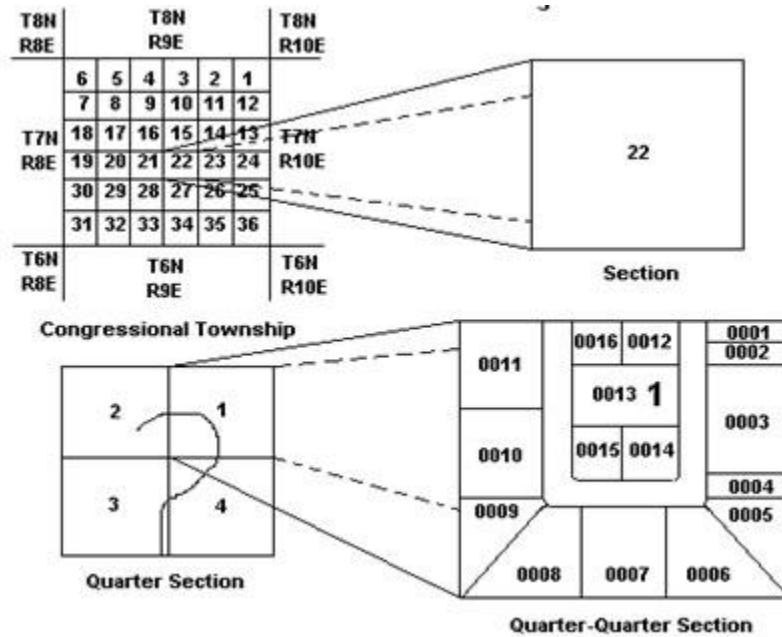 T8N
R8E
T8N
R9E
T8N
R10E
6 5 4 3 2 1
7 8 9 10 11 12
18 17 16 15 14 13
T7N
R8E
T7N
R10E
19 20 21 22 23 24
30 29 28 27 26 25
31 32 33 34 35 36
T6N
R8E
T6N
R9E
T6N
R10E
Congressional Township
22
Section
2 1
3 4
Quarter Section
0011
0016 0012
0001
0002
0013 1
0003
0010
0015 0014
0004
0009
0005
0008 0007 0006
Quarter-Quarter Section